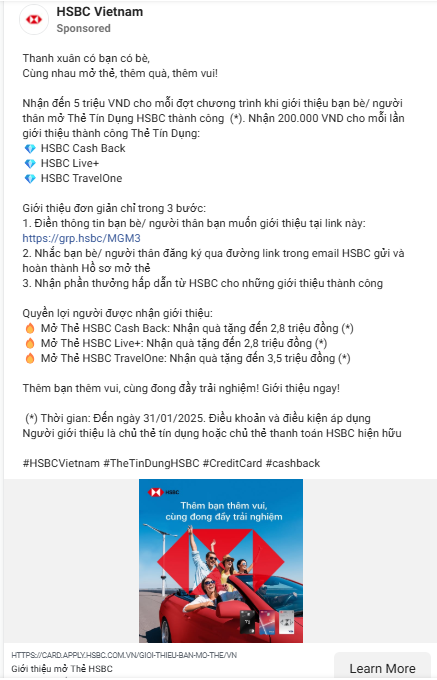 HSBC Vietnam
Sponsored
Thanh xuân có bạn có bè,
Cùng nhau mở thẻ, thêm quà, thêm vui!
Nhận đến 5 triệu VND cho mỗi đợt chương trình khi giới thiệu bạn bè/ người
thân mở Thẻ Tín Dụng HSBC thành công (*). Nhận 200.000 VND cho mỗi lần
giới thiệu thành công Thẻ Tín Dụng:
💎 HSBC Cash Back
💎 HSBC Live+
💎 HSBC TravelOne
Giới thiệu đơn giản chỉ trong 3 bước:
1. Điền thông tin bạn bè/ người thân bạn muốn giới thiệu tại link này:
https://grp.hsbc/MGM3
2. Nhắc bạn bè/ người thân đăng ký qua đường link trong email HSBC gửi và
hoàn thành Hồ sơ mở thẻ
3. Nhận phần thưởng hấp dẫn từ HSBC cho những giới thiệu thành công
Quyền lợi người được nhận giới thiệu:
🔥 Mở Thẻ HSBC Cash Back: Nhận quà tặng đến 2,8 triệu đồng (*)
🔥 Mở Thẻ HSBC Live+: Nhận quà tặng đến 2,8 triệu đồng (*)
🔥 Mở Thẻ HSBC TravelOne: Nhận quà tặng đến 3,5 triệu đồng (*)
Thêm bạn thêm vui, cùng đong đầy trải nghiệm! Giới thiệu ngay!
(*) Thời gian: Đến ngày 31/01/2025. Điều khoản và điều kiện áp dụng
Người giới thiệu là chủ thẻ tín dụng hoặc chủ thẻ thanh toán HSBC hiện hữu
#HSBCVietnam #TheTinDungHSBC #CreditCard #cashback
HSBC
Thêm bạn thêm vui,
cùng đong đầy trải nghiệm
HTTPS://CARD.APPLY.HSBC.COM.VN/GIOI-THIEU-BAN-MO-THE/VN
Giới thiệu mở Thẻ HSBC
Learn More